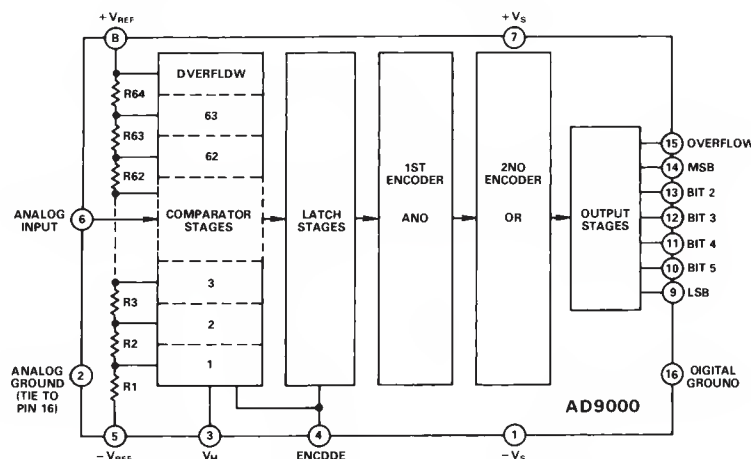 + VREF
+ VS
8
7
OVERFLOW
R64
63
R63
62
R62
ANALOG
INPUT
6
COMPARATOR
STAGES
LATCH
STAGES
1ST
ENCODER
ANO
2NO
ENCODER
OR
OUTPUT
STAGES
15 OVERFLOW
14 MSB
13 BIT 2
12 BIT 3
11 BIT 4
10 BIT 5
9 LSB
3
R3
2
R2
1
R1
ANALOG
GROUND
(TIE TO
PIN 16)
2
16
DIGITAL
GROUNO
AD9000
5
3
4
1
− VREF
VH
ENCDDE
− VS